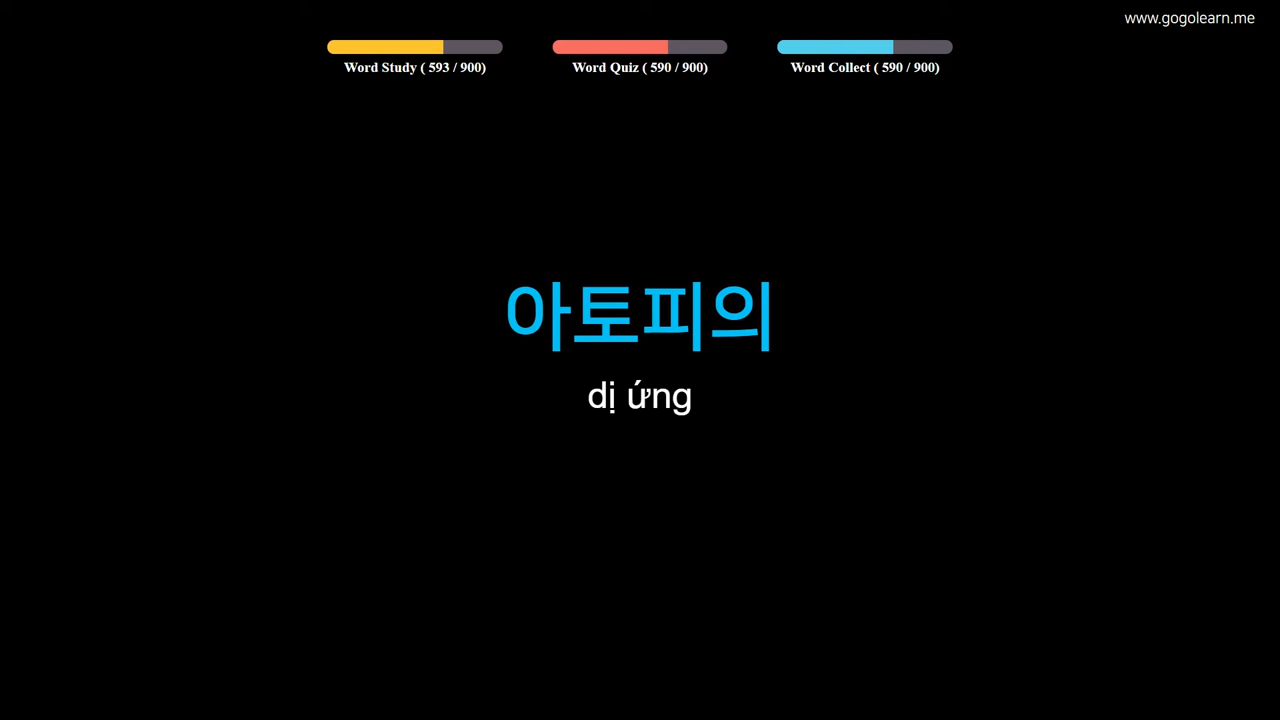 www.gogolearn.me
Word Study ( 593 / 900)
Word Quiz ( 590 / 900)
Word Collect ( 590 / 900)
아토피의
dị ứng